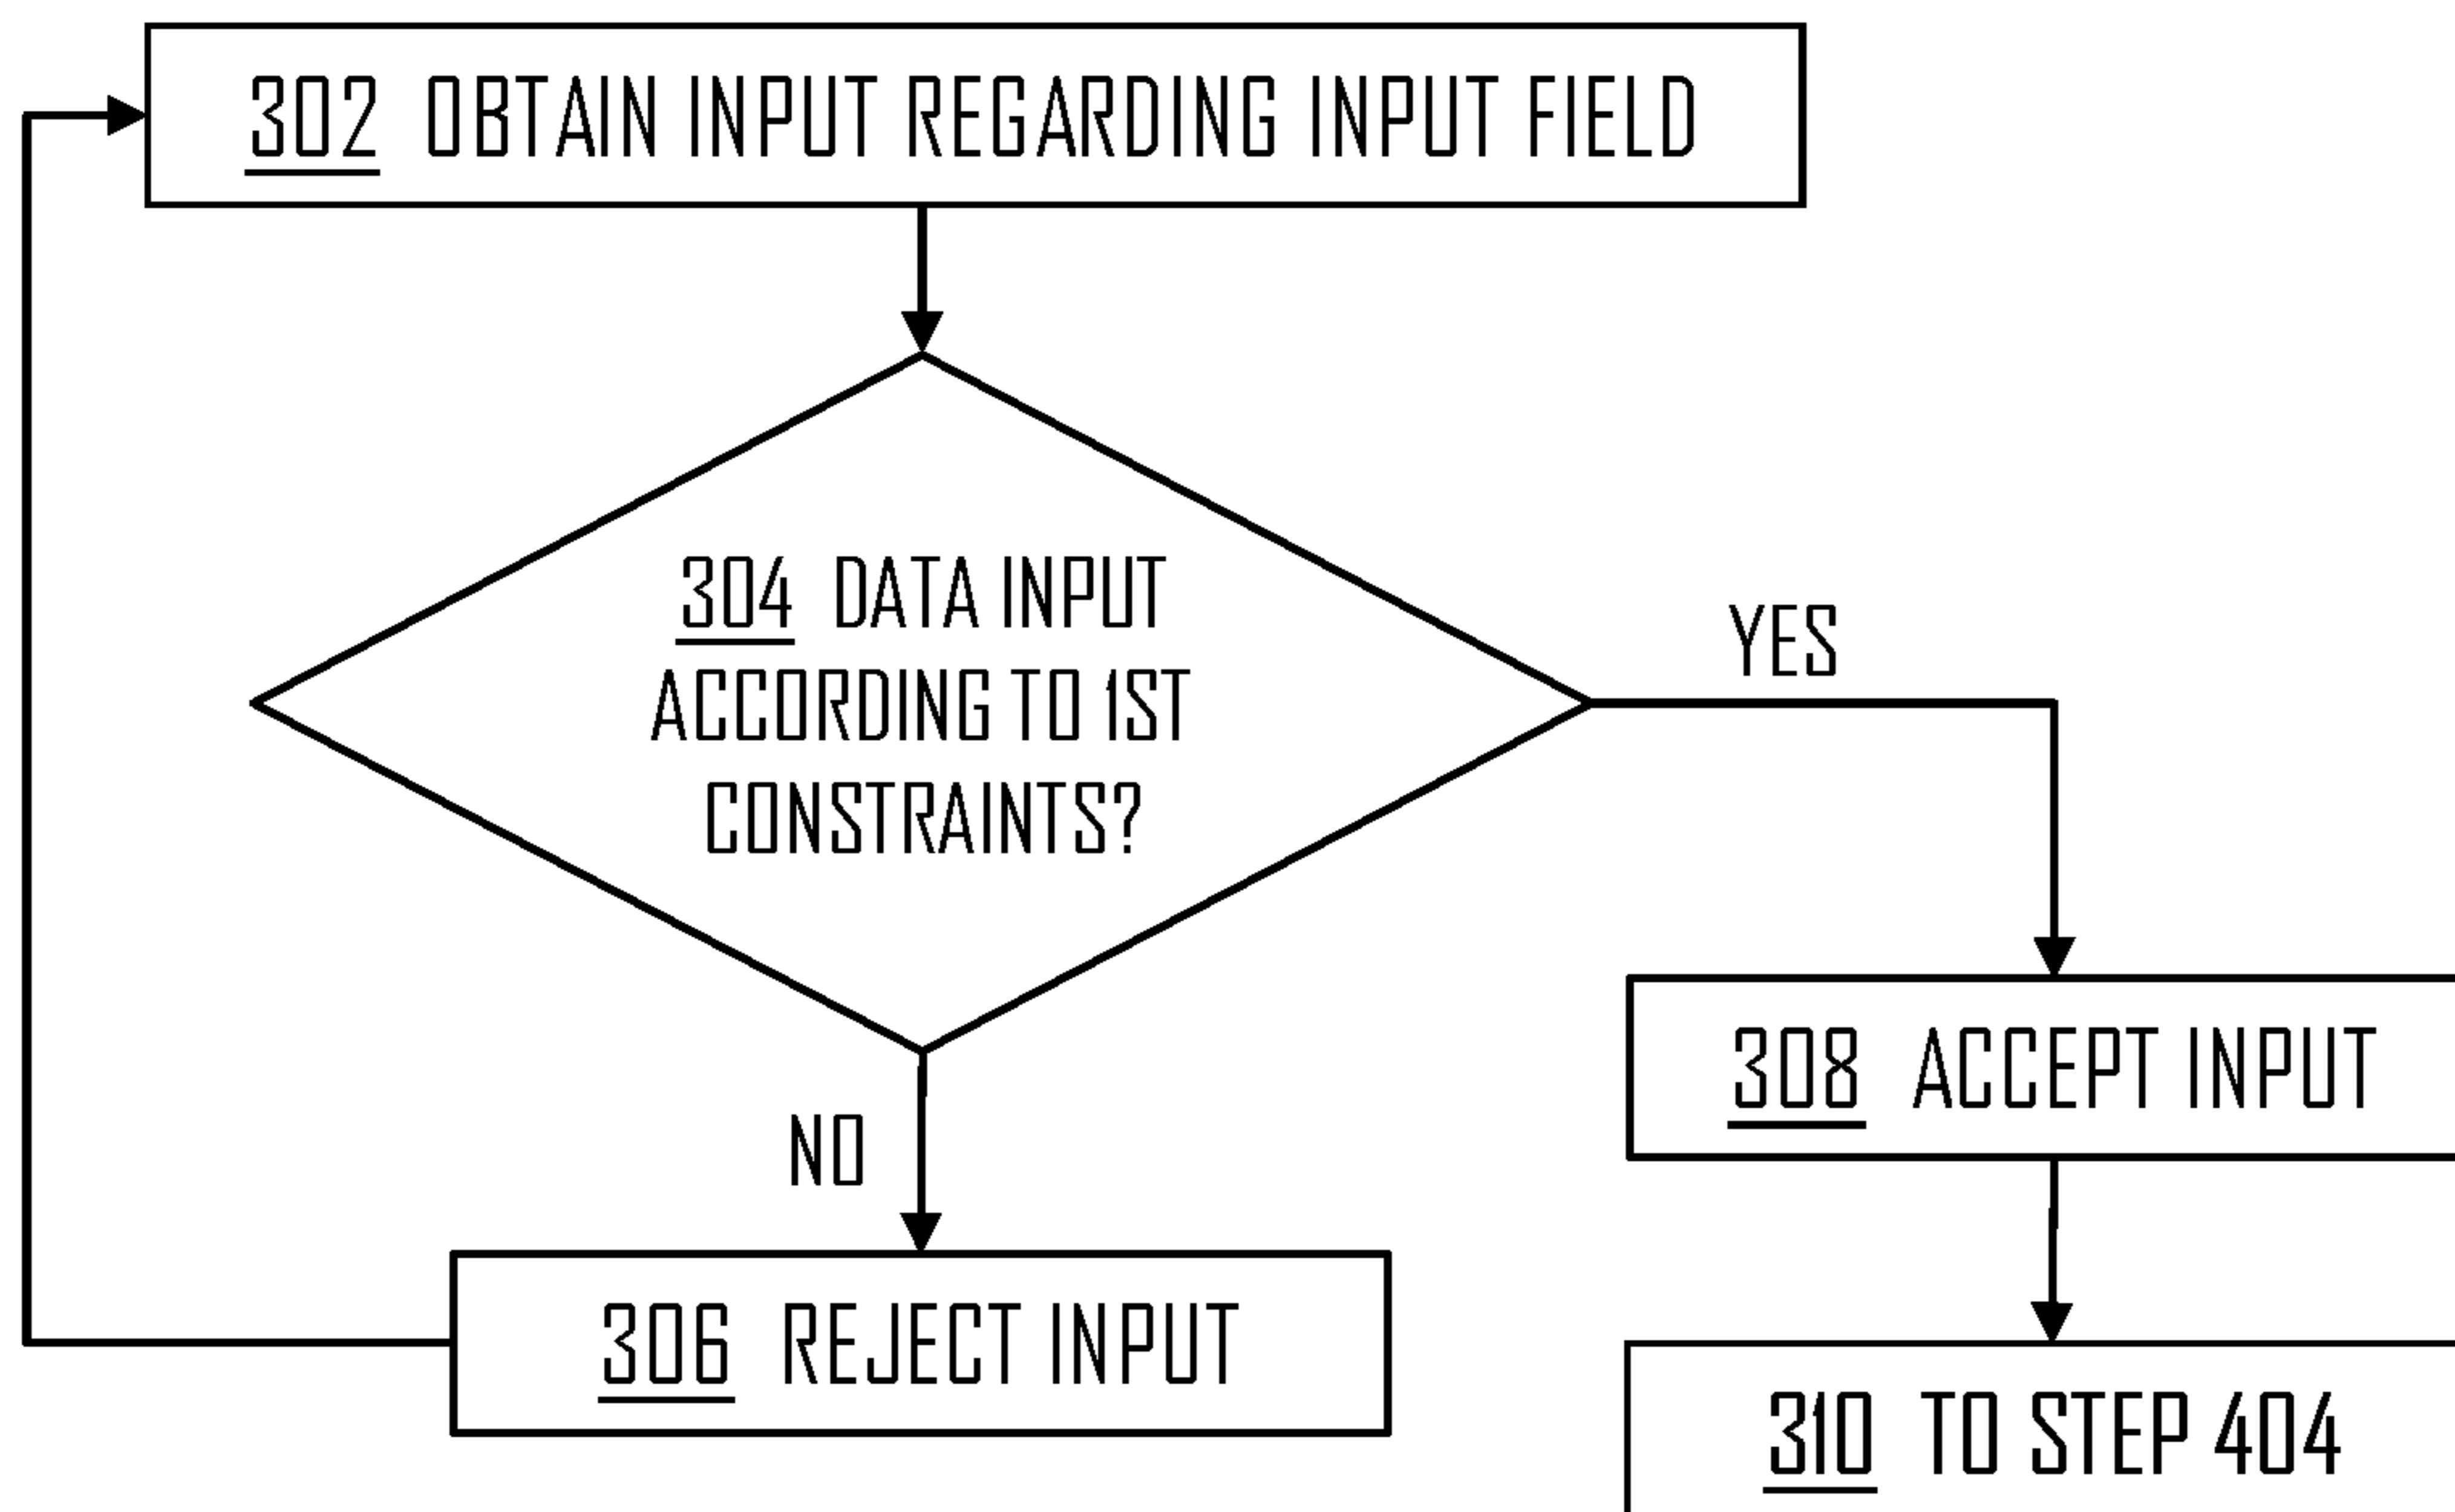 302 OBTAIN INPUT REGARDING INPUT FIELD
304 DATA INPUT
ACCORDING TO 1ST
CONSTRAINTS?
YES
NO
308 ACCEPT INPUT
306 REJECT INPUT
310 TO STEP 404